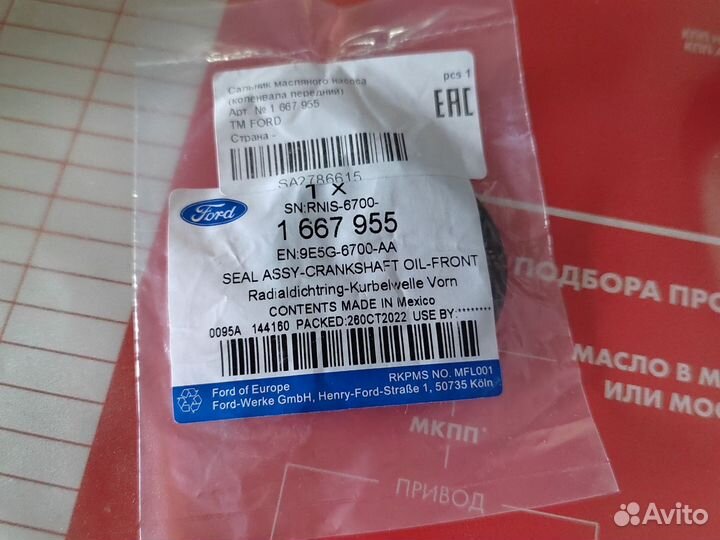 Сальник масляного насоса
(коленвала передний)
Арт. № 1 667 955
TM FORD
Страна -
pcs 1
EAC
SA2786615
1 x
SN:RNIS-6700-
1 667 955
EN:9E5G-6700-AA
SEAL ASSY-CRANKSHAFT OIL-FRONT
Radialdichtring-Kurbelwelle Vorn
CONTENTS MADE IN Mexico
0095A 144160 PACKED:260CT2022 USE BY:********
Ford
RKPMS NO. MFL001
Ford of Europe
Ford-Werke GmbH, Henry-Ford-Straße 1, 50735 Köln
ПОДБОРА ПРО
МАСЛО В М
ИЛИ МО
МКПП*
ПРИВОД
Avito